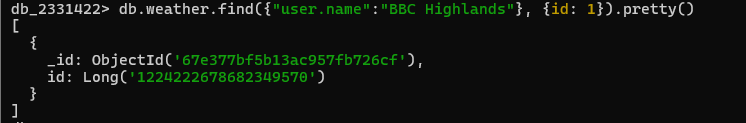 db_2331422> db.weather.find({"user.name":"BBC Highlands"}, {id: 1}).pretty()
[
  {
    _id: ObjectId('67e377bf5b13ac957fb726cf'),
    id: Long('1224222678682349570')
  }
]